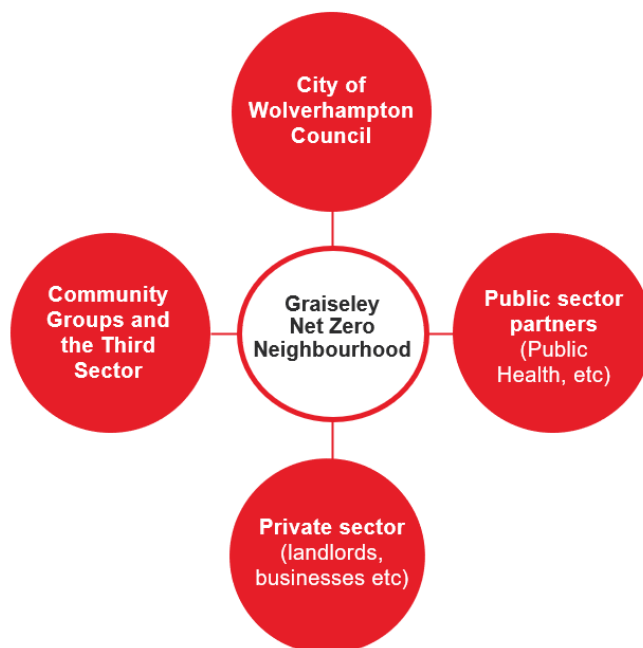 City of
Wolverhampton
Council
Community
Groups and
the Third
Sector
Graiseley
Net Zero
Neighbourhood
Public sector
partners
(Public
Health, etc)
Private sector
(landlords,
businesses etc)